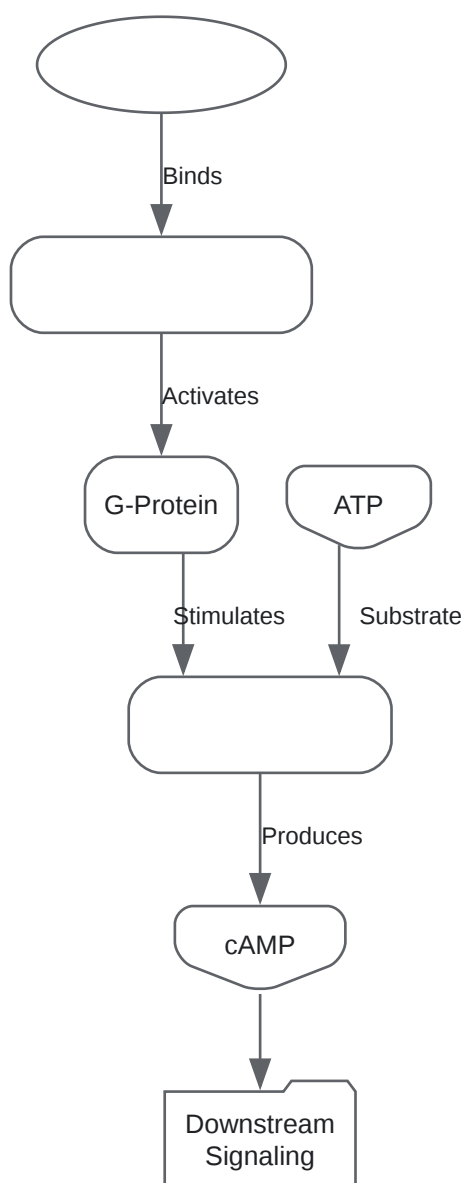 Binds
Activates
G-Protein
ATP
Stimulates
Substrate
Produces
cAMP
Downstream
Signaling